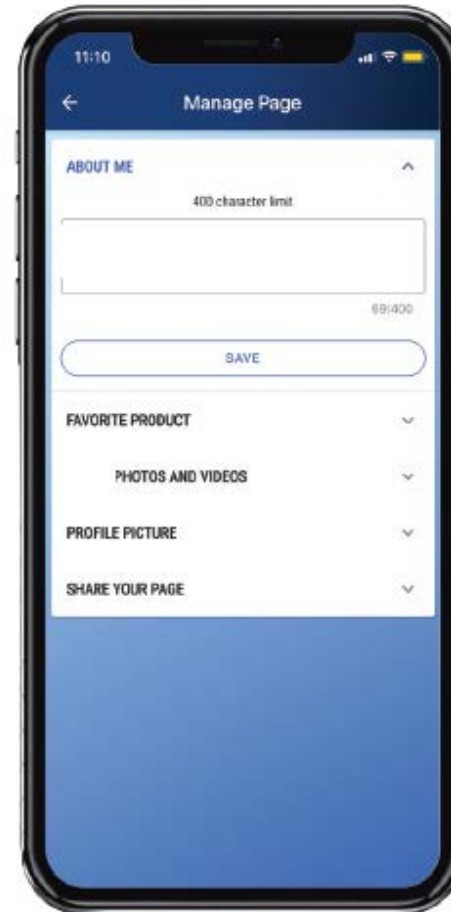 11:10
Manage Page
ABOUT ME
400 character limit
69/400
SAVE
FAVORITE PRODUCT
PHOTOS AND VIDEOS
PROFILE PICTURE
SHARE YOUR PAGE